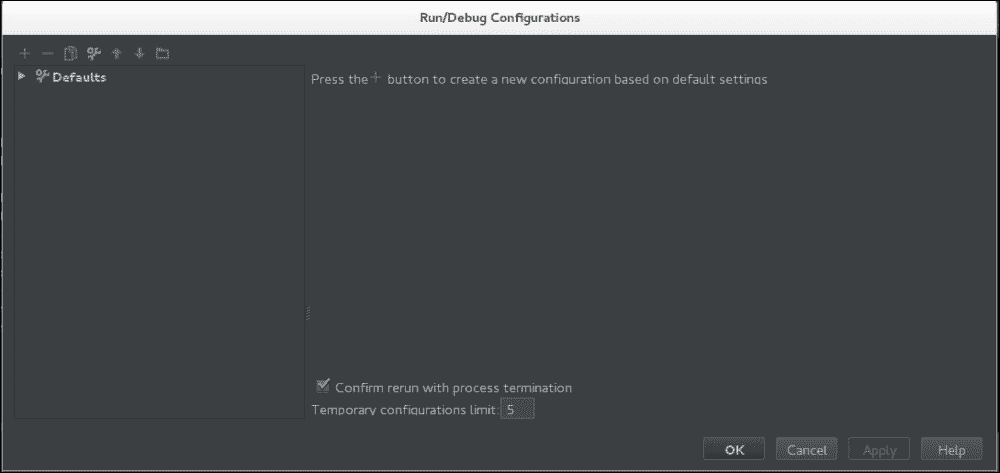 Run/Debug Configurations
Defaults
Press the + button to create a new configuration based on default settings
Confirm rerun with process termination
Temporary configurations limit: 5
OK Cancel Apply Help